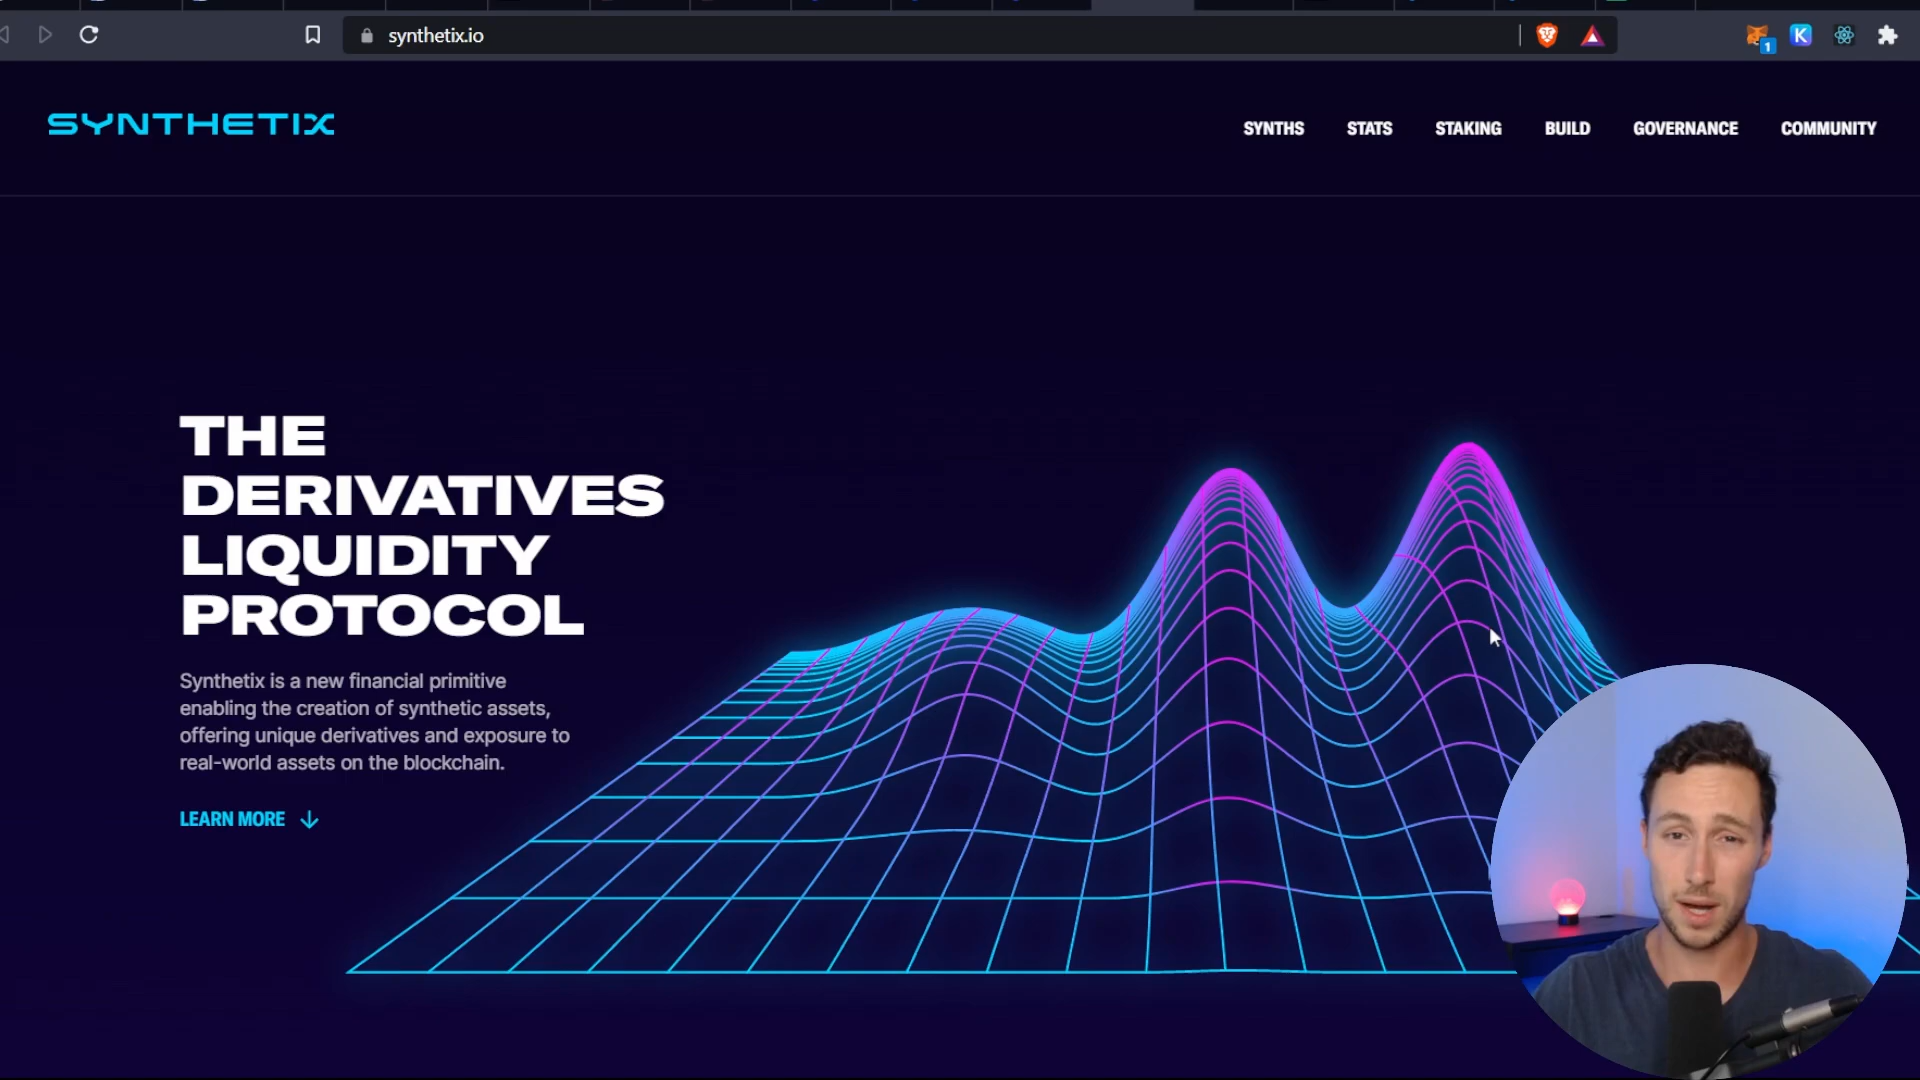 synthetix.io
1
K
SYNTHETIX
SYNTHS STATS STAKING BUILD GOVERNANCE COMMUNITY
THE
DERIVATIVES
LIQUIDITY
PROTOCOL
Synthetix is a new financial primitive
enabling the creation of synthetic assets,
offering unique derivatives and exposure to
real-world assets on the blockchain.
LEARN MORE